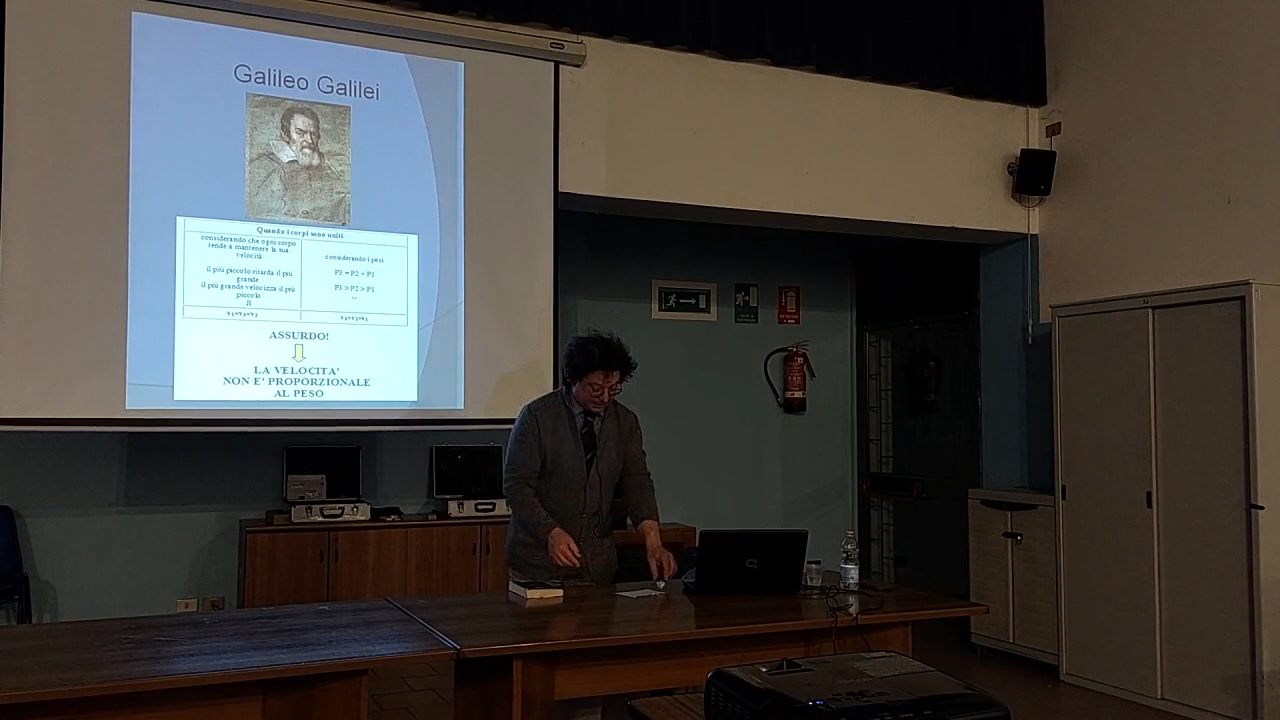 Galileo Galilei
Quando i corpi sono uniti
considerando che ogni corpo
tende a mantenere la sua
velocità
il più piccolo ritarda il più
grande
il più grande velocizza il più
piccolo
considerando i pesi
P3 = P2 + P1
P3 > P2 > P1
ASSURDO!
LA VELOCITA'
NON E' PROPORZIONALE
AL PESO